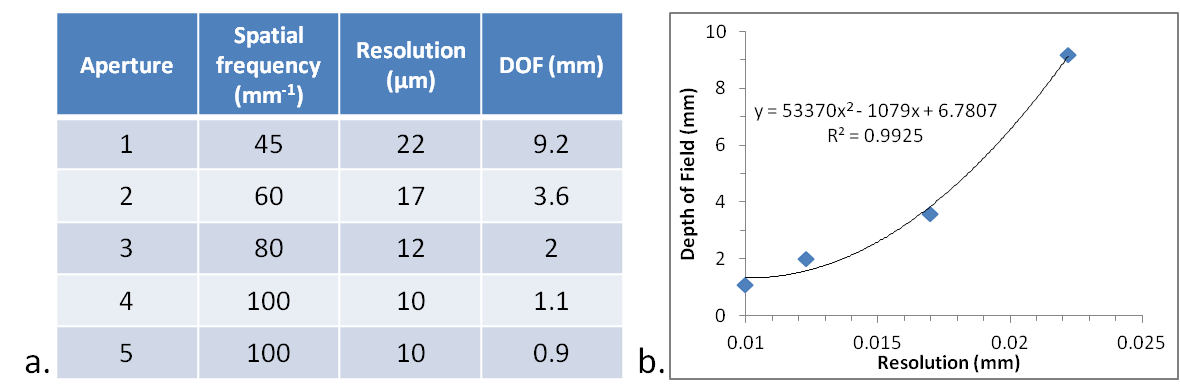 Aperture Spatial frequency (mm-1) Resolution (μm) DOF (mm)
1 45 22 9.2
2 60 17 3.6
3 80 12 2
4 100 10 1.1
5 100 10 0.9
a.
10
8
6
4
2
0
Depth of Field (mm)
y = 53370x² - 1079x + 6.7807
R² = 0.9925
0.01 0.015 0.02 0.025
Resolution (mm)
b.